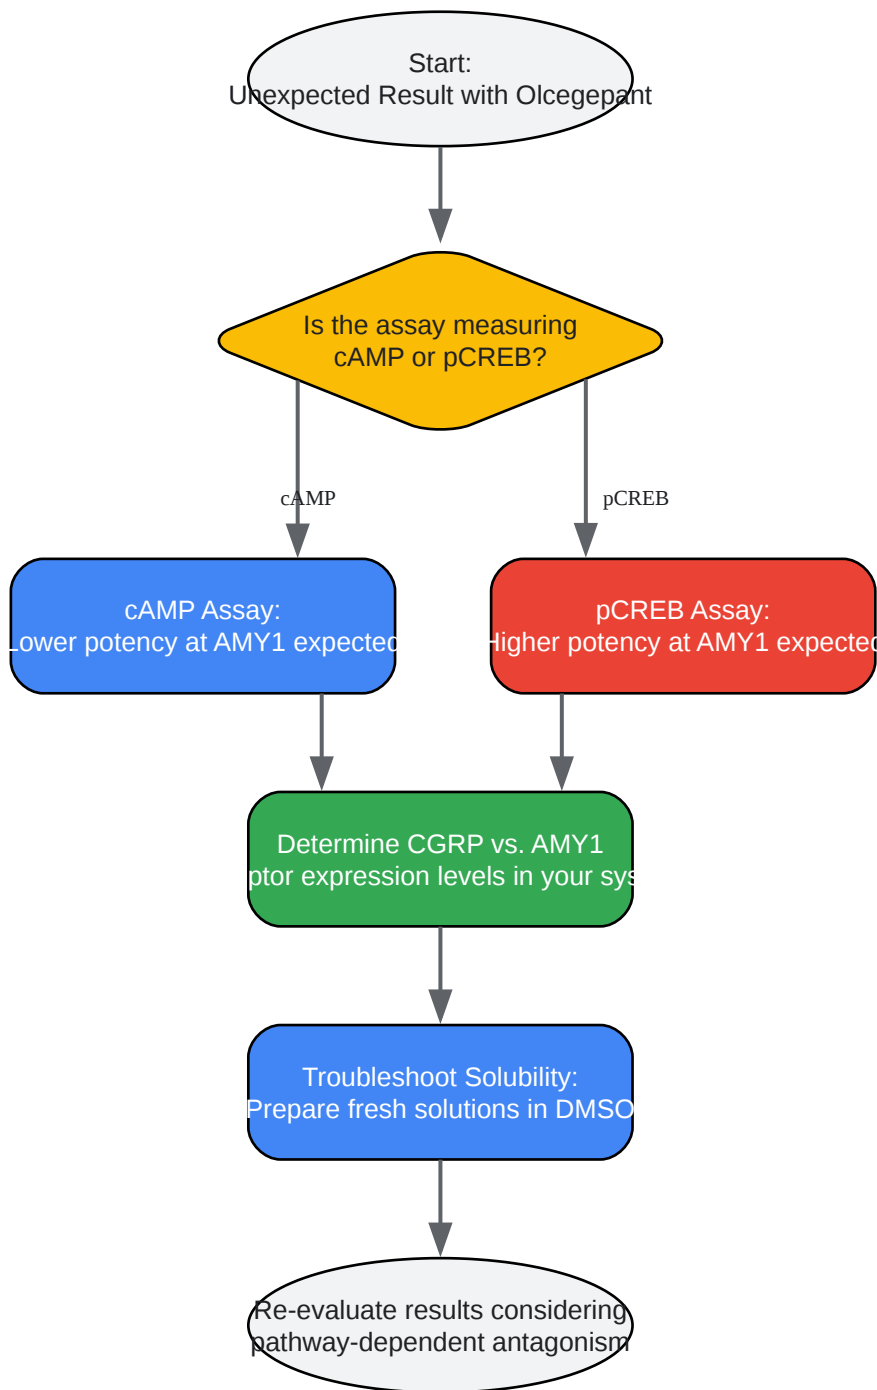 Start:
Unexpected Result with Olcegepant
Is the assay measuring
cAMP or pCREB?
cAMP
pCREB
cAMP Assay:
Lower potency at AMY1 expected
pCREB Assay:
Higher potency at AMY1 expected
Determine CGRP vs. AMY1
expression levels in your
Troubleshoot Solubility:
Prepare fresh solutions in DMSO
Re-evaluate results considering
pathway-dependent antagonism